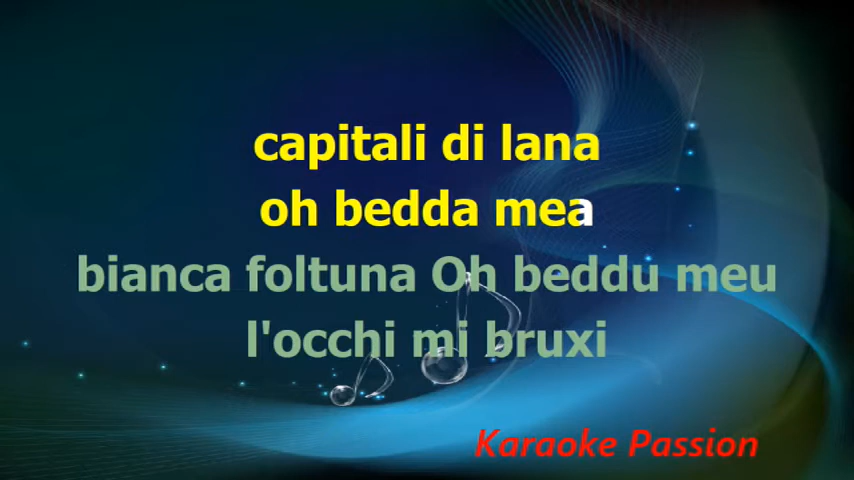 capitali di lana
oh bedda mea
bianca foltuna Oh beddu meu
l'occhi mi bruxi
Karaoke Passion